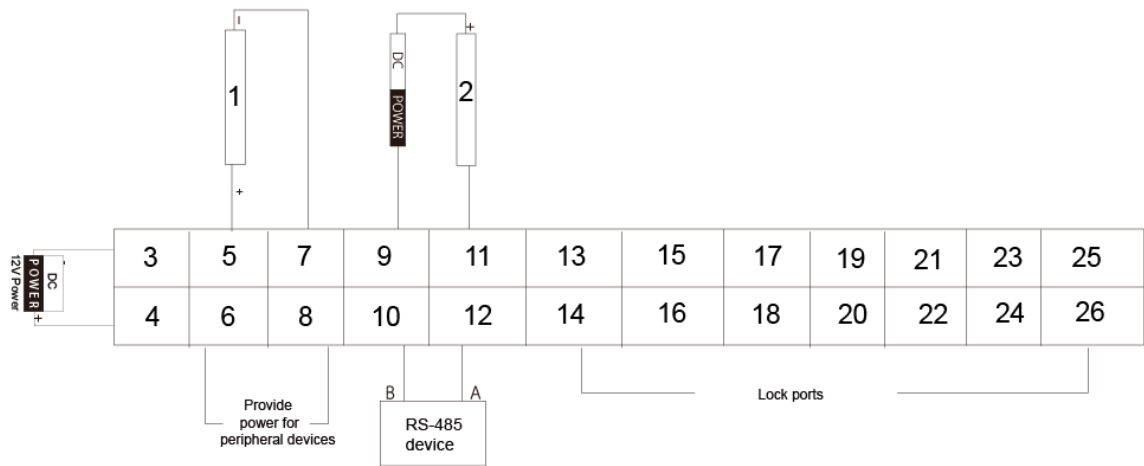 1
DC
POWER
2
DC
POWER
12V Power
3 5 7 9 11 13 15 17 19 21 23 25
4 6 8 10 12 14 16 18 20 22 24 26
Provide
power for
peripheral devices
B A
RS-485
device
Lock ports
- + + - +